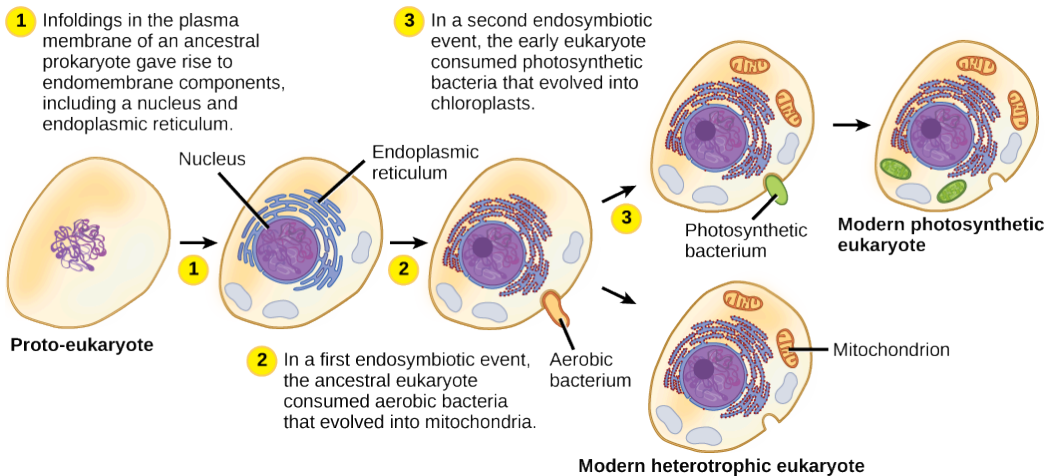 1
Infoldings in the plasma
membrane of an ancestral
prokaryote gave rise to
endomembrane components,
including a nucleus and
endoplasmic reticulum.
3
In a second endosymbiotic
event, the early eukaryote
consumed photosynthetic
bacteria that evolved into
chloroplasts.
Nucleus
Endoplasmic
reticulum
1
2
3
Photosynthetic
bacterium
Modern photosynthetic
eukaryote
Proto-eukaryote
2
In a first endosymbiotic event,
the ancestral eukaryote
consumed aerobic bacteria
that evolved into mitochondria.
Aerobic
bacterium
Mitochondrion
Modern heterotrophic eukaryote